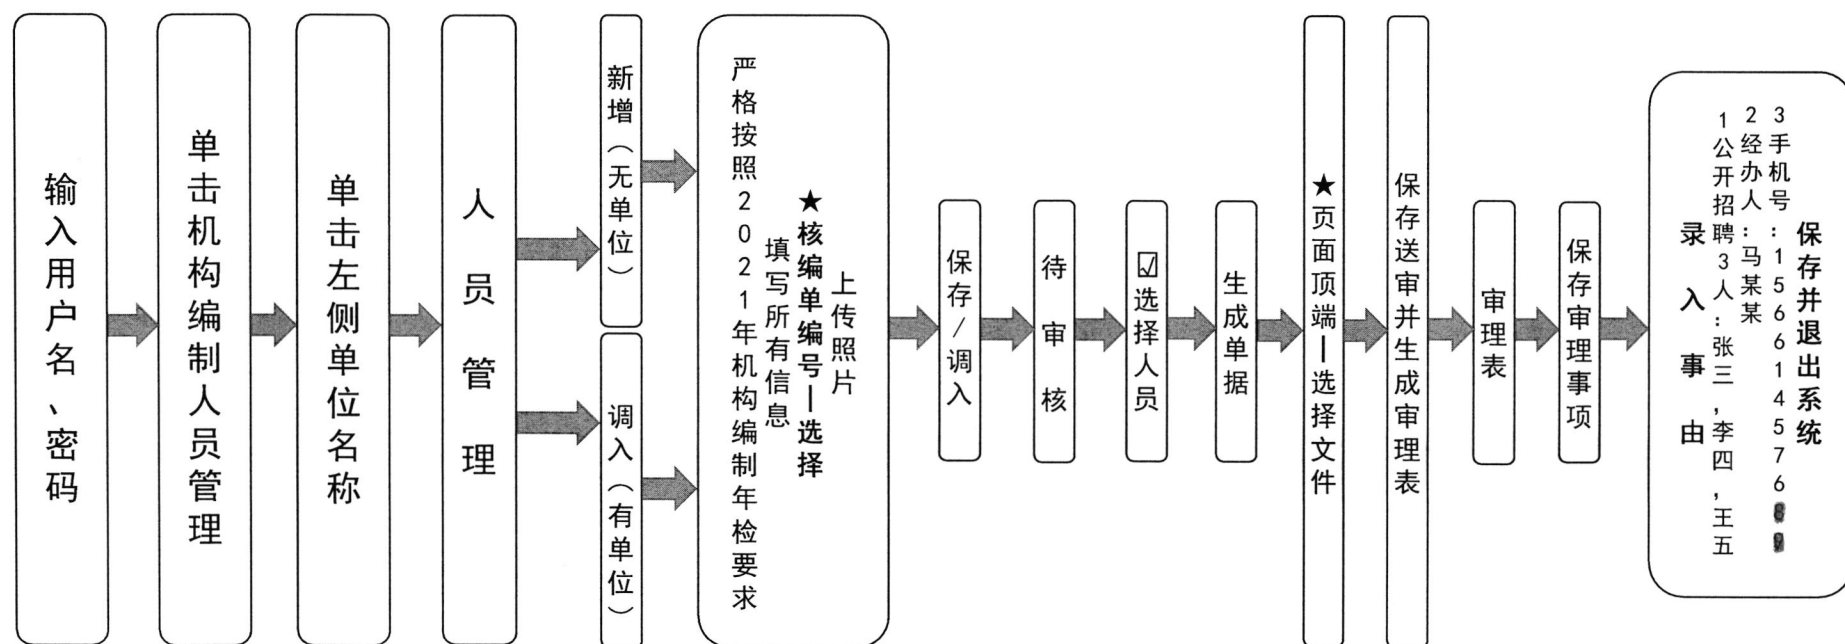 输入用户名、密码
单击机构编制人员管理
单击左侧单位名称
人员管理
新增（无单位）
调入（有单位）
严格按照2021年机构编制年检要求
填写所有信息
★核编单编号—选择
上传照片
保存/调入
待审核
☑选择人员
生成单据
★页面顶端—选择文件
保存送审并生成审理表
审理表
保存审理事项
录入事由
1公开招聘3人：张三,李四,王五
2经办人：马某某
3手机号：156614576
保存并退出系统